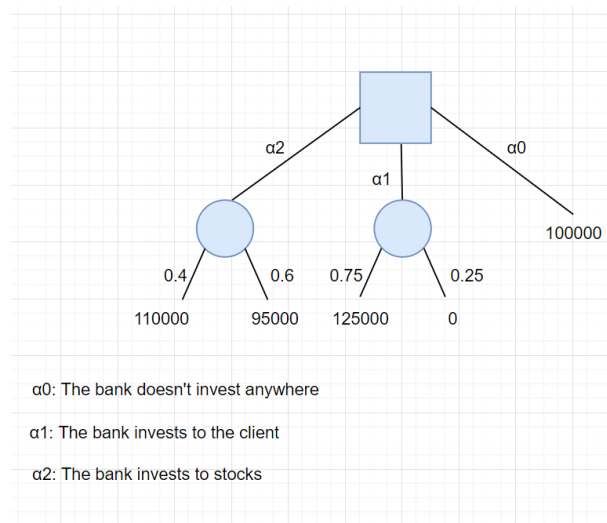 α2
α0
α1
100000
0.4 0.6 0.75 0.25
110000 95000 125000 0
α0: The bank doesn't invest anywhere
α1: The bank invests to the client
α2: The bank invests to stocks